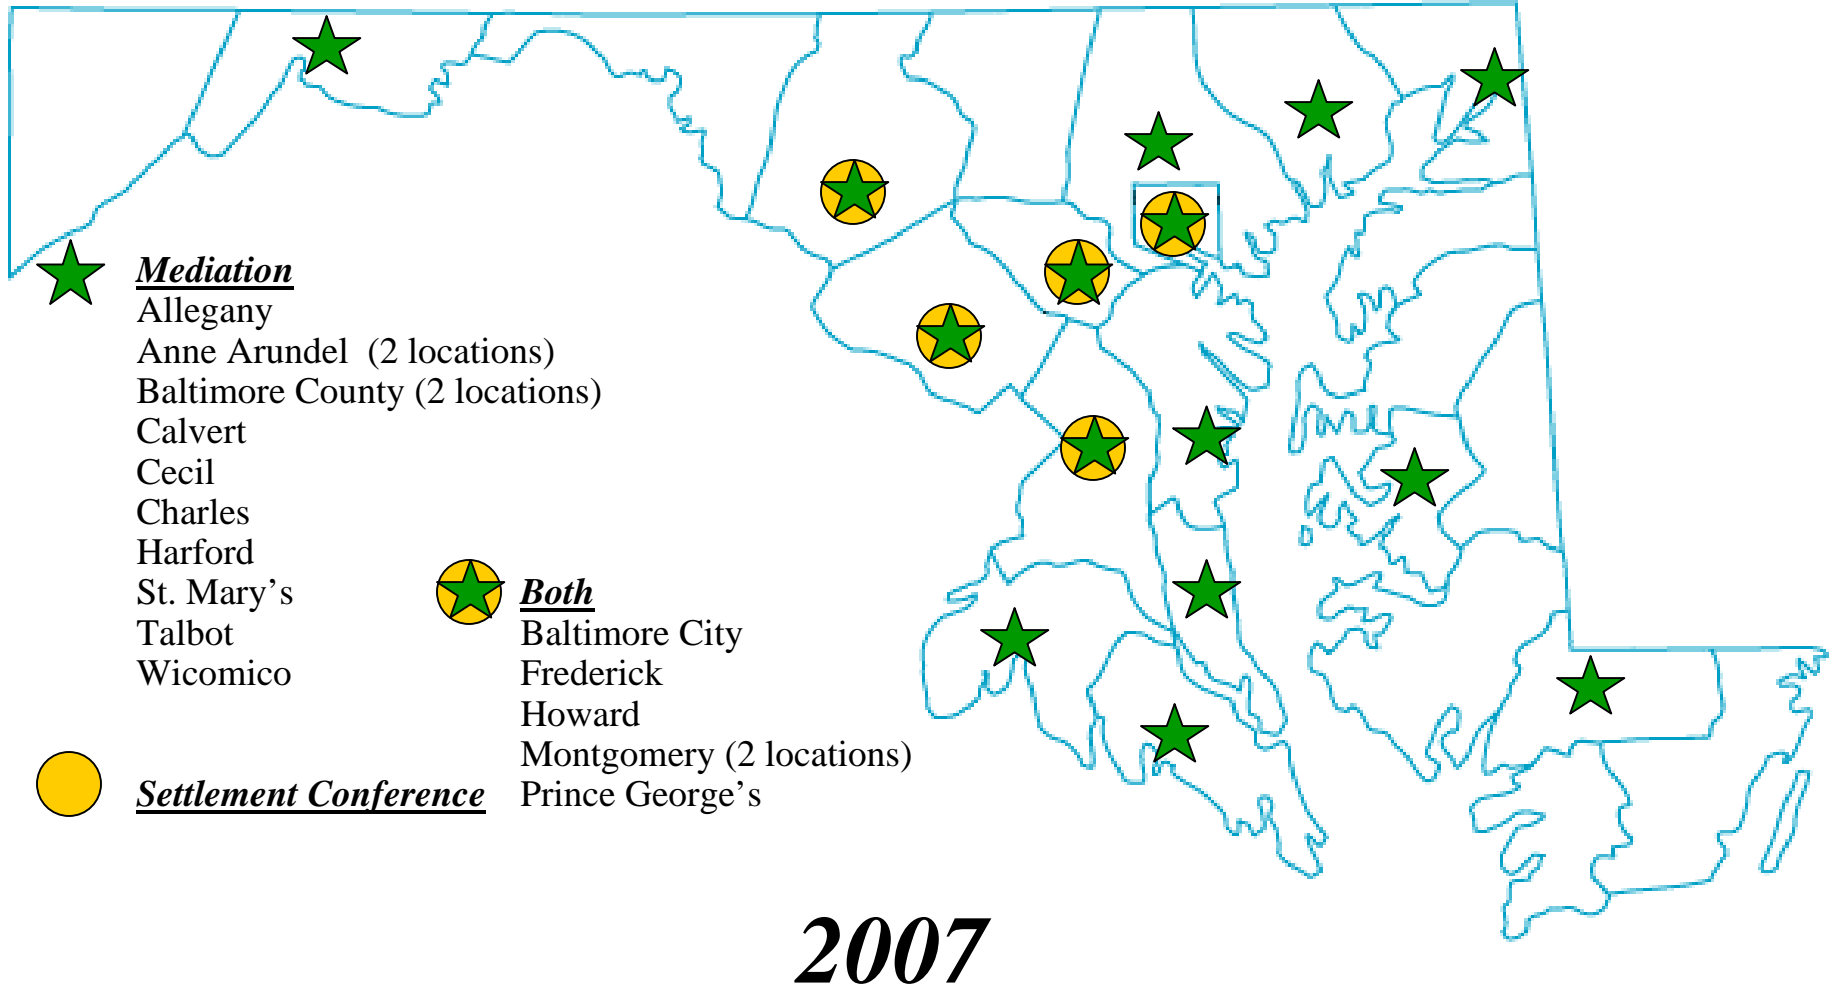 Mediation
Allegany
Anne Arundel (2 locations)
Baltimore County (2 locations)
Calvert
Cecil
Charles
Harford
St. Mary’s
Talbot
Wicomico
Both
Baltimore City
Frederick
Howard
Montgomery (2 locations)
Prince George’s
Settlement Conference
2007